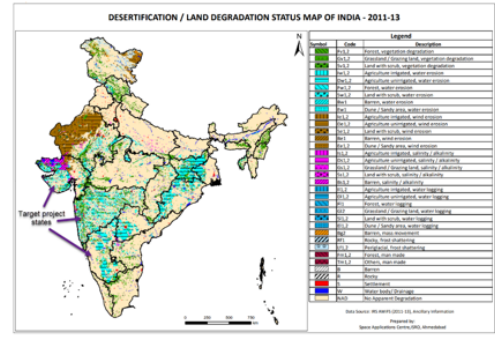 DESERTIFICATION / LAND DEGRADATION STATUS MAP OF INDIA - 2011-13
N
Legend
Symbol Code Description
Forest, vegetation degradation
Grassland / Grazing land, vegetation degradation
Land with scrub, vegetation degradation
Agriculture irrigated, water erosion
Agriculture unirrigated, water erosion
Forest, water erosion
Land with scrub, water erosion
Barren, water erosion
Dune / Sandy area, water erosion
Agriculture irrigated, wind erosion
Agriculture unirrigated, wind erosion
Land with scrub, wind erosion
Barren, wind erosion
Dune / Sandy area, wind erosion
Agriculture irrigated, salinity / alkalinity
Agriculture unirrigated, salinity / alkalinity
Grassland / Grazing land, salinity / alkalinity
Land with scrub, salinity / alkalinity
Barren, salinity / alkalinity
Agriculture irrigated, water logging
Agriculture unirrigated, water logging
Forest, water logging
Grassland / Grazing land, water logging
Land with scrub, water logging
Dune / Sandy area, water logging
Barren, mass movement
Rocky, frost shattering
Periglacial, frost shattering
Forest, man made
Others, man made
B Barren
R Rocky
S Settlement
W Water body / Drainage
NAD No Apparent Degradation
Target project
states
Prepared by:
Space Applications Centre, ISRO, Ahmedabad